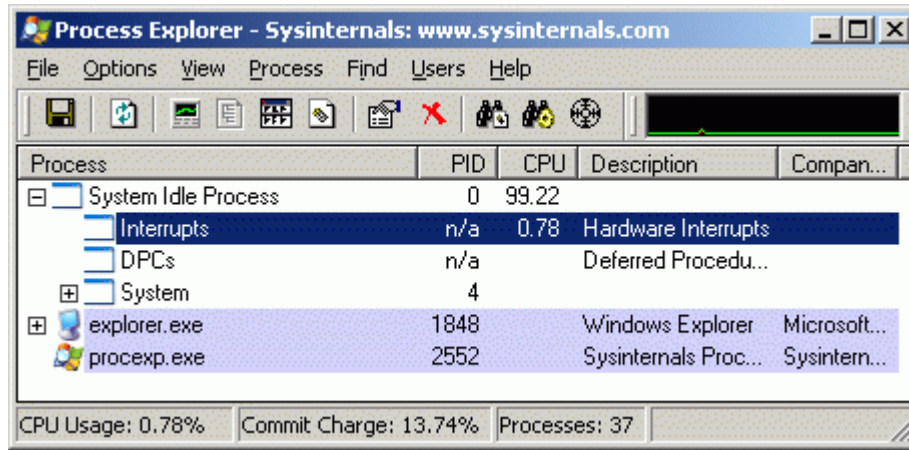 Process Explorer - Sysinternals: www.sysinternals.com
File Options View Process Find Users Help
Process PID CPU Description Compan...
System Idle Process 0 99.22
Interrupts n/a 0.78 Hardware Interrupts
DPCs n/a Deferred Procedu...
System 4
explorer.exe 1848 Windows Explorer Microsoft...
procexp.exe 2552 Sysinternals Proc... Sysintern...
CPU Usage: 0.78% Commit Charge: 13.74% Processes: 37